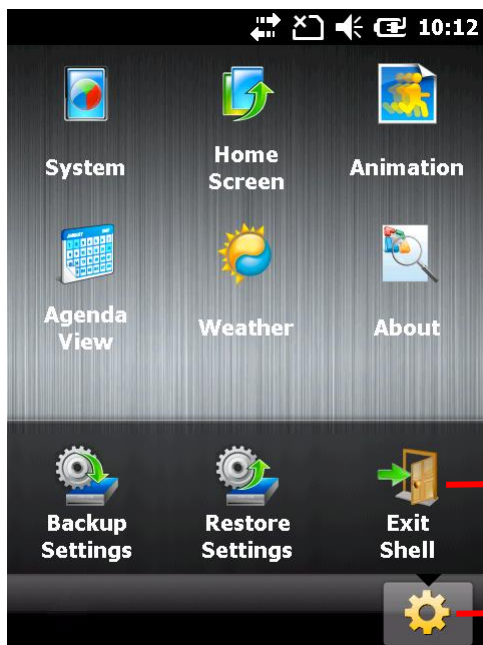 10:12
System
Home
Screen
Animation
Agenda
View
Weather
About
Backup
Settings
Restore
Settings
Exit
Shell